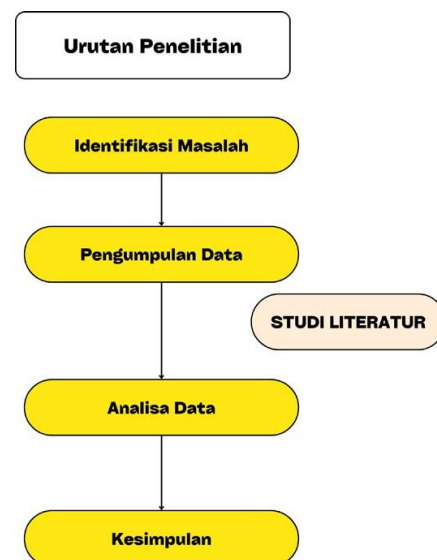 Urutan Penelitian
Identifikasi Masalah
Pengumpulan Data
STUDI LITERATUR
Analisa Data
Kesimpulan